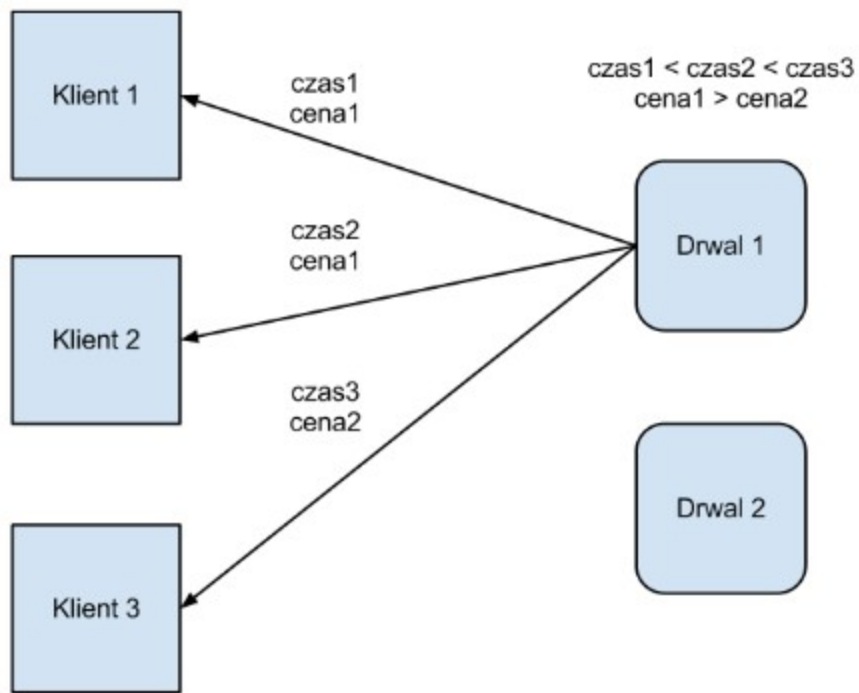 Klient 1
czas1
cena1
czas1 < czas2 < czas3
cena1 > cena2
Drwal 1
czas2
cena1
Klient 2
czas3
cena2
Drwal 2
Klient 3